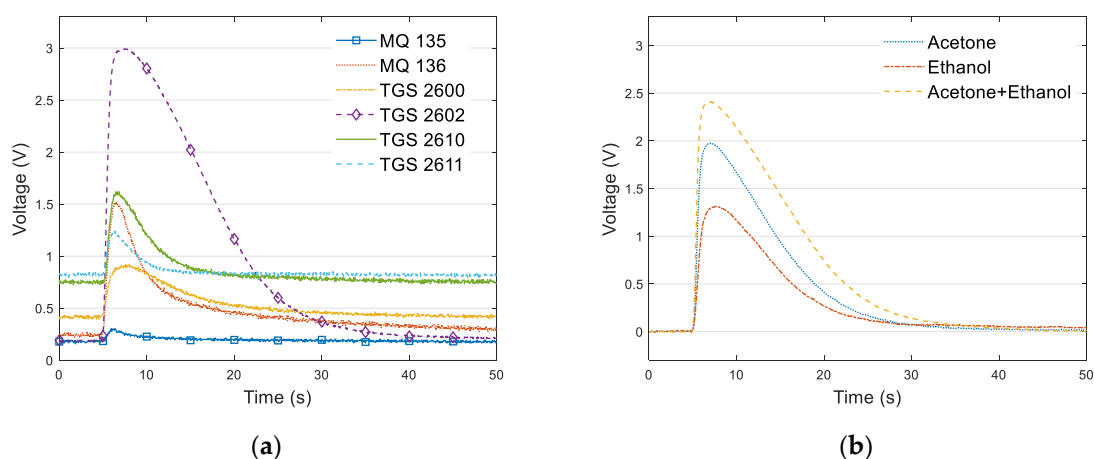 Voltage (V)
3
2.5
2
1.5
1
0.5
0
0
10
20
30
40
50
Time (s)
MQ 135
MQ 136
TGS 2600
TGS 2602
TGS 2610
TGS 2611
(a)
Voltage (V)
3
2.5
2
1.5
1
0.5
0
0
10
20
30
40
50
Time (s)
Acetone
Ethanol
Acetone+Ethanol
(b)